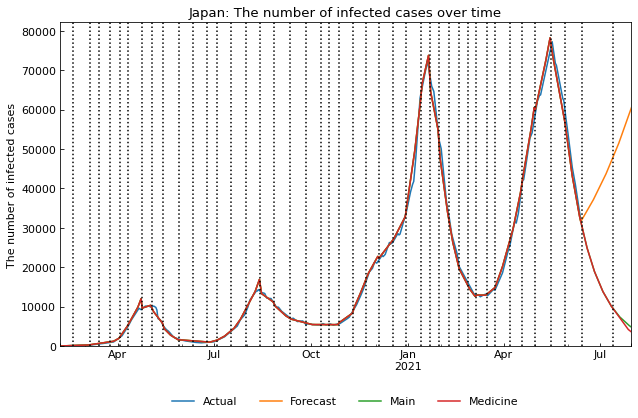 Japan: The number of infected cases over time
The number of infected cases
80000
70000
60000
50000
40000
30000
20000
10000
0
Apr
Jul
Oct
Jan
2021
Apr
Jul
Actual
Forecast
Main
Medicine